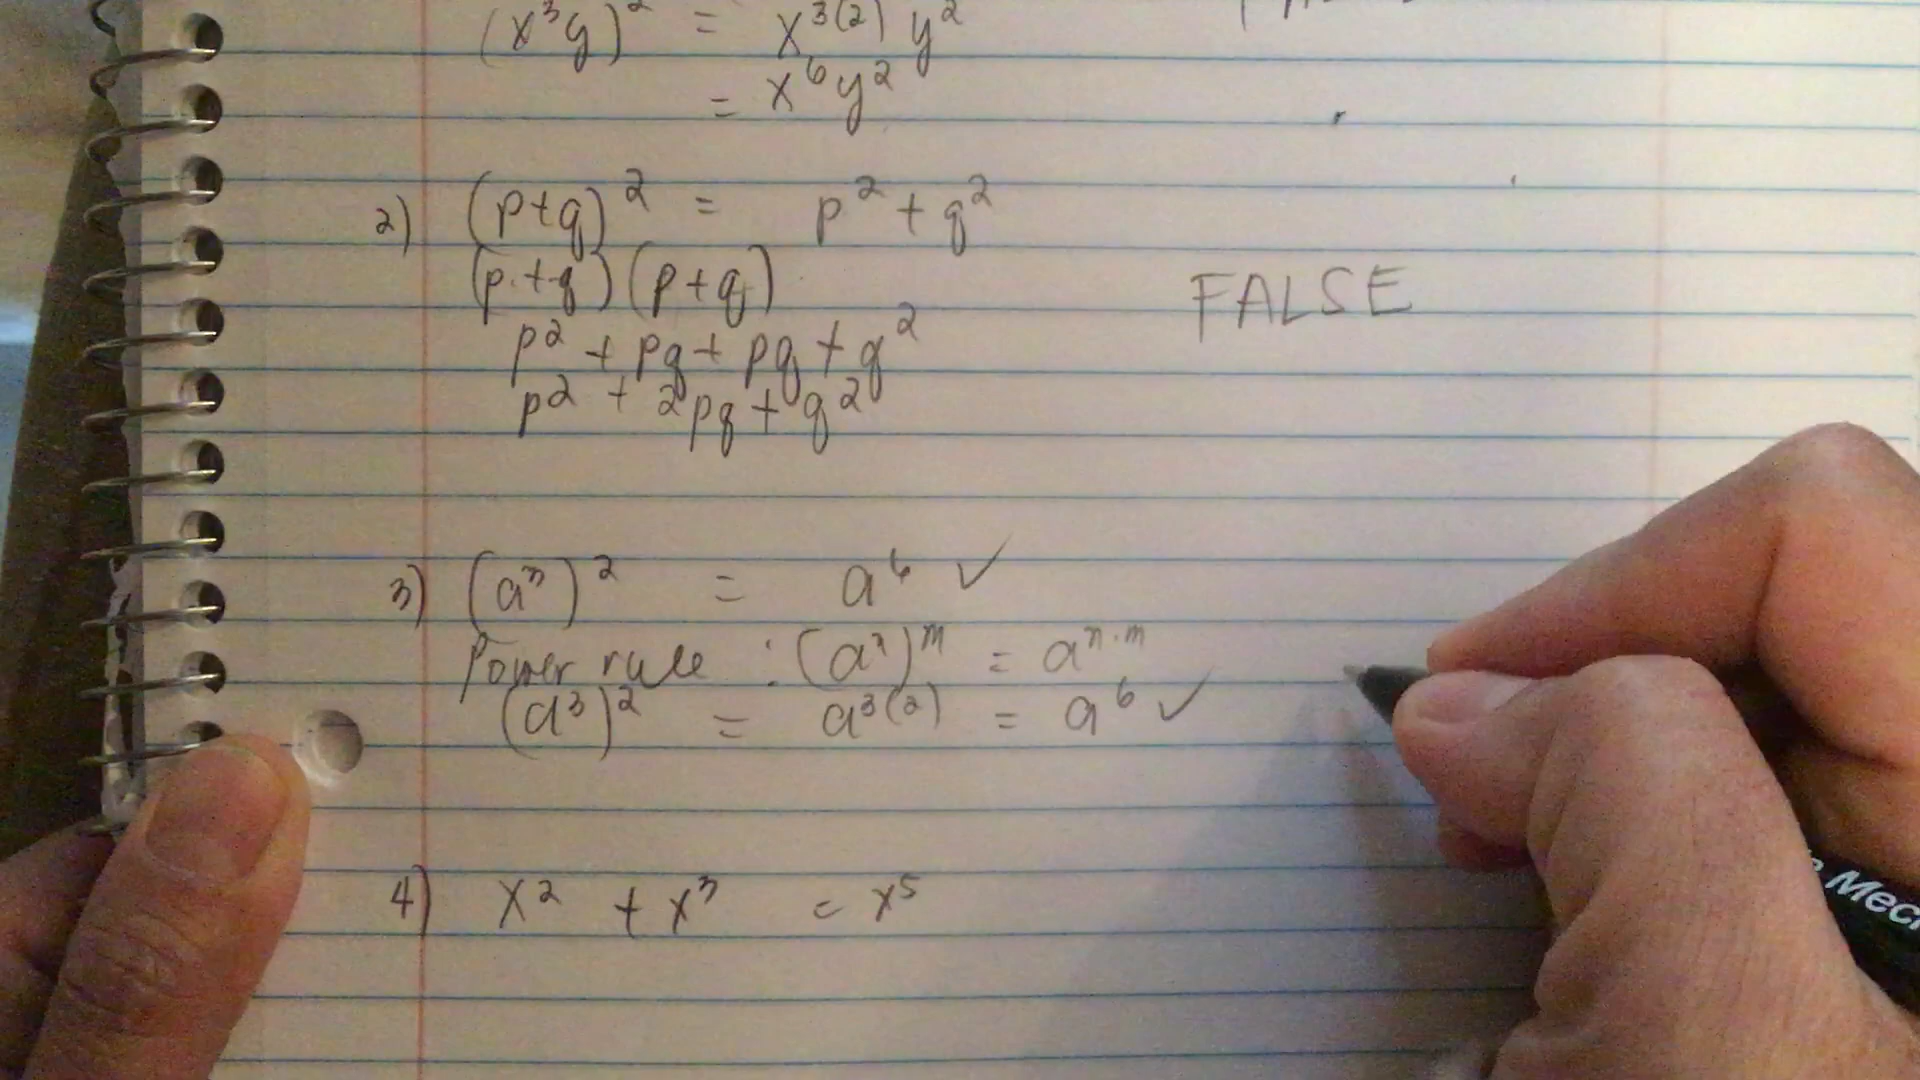 (x³y)² = x³⁽²⁾ y²
= x⁶y²
2) (p+q)² = p² + q²
(p+q)(p+q)
FALSE
p² + pq + pq + q²
p² + 2pq + q²
3) (a³)² = a⁶ ✓
Power rule : (aⁿ)ᵐ = aⁿ·ᵐ
(a³)² = a³⁽²⁾ = a⁶ ✓
4) x² + x³ = x⁵